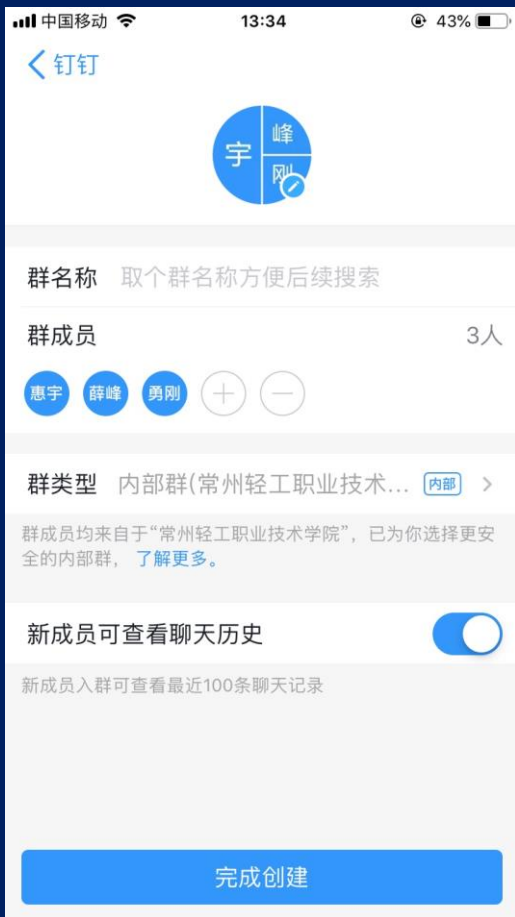 中国移动 13:34 43%
钉钉
宇 峰
刚
群名称 取个群名称方便后续搜索
群成员 3人
惠宇 薛峰 勇刚
群类型 内部群(常州轻工职业技术... 内部
群成员均来自于“常州轻工职业技术学院”，已为你选择更安
全的内部群，了解更多。
新成员可查看聊天历史
新成员入群可查看最近100条聊天记录
完成创建